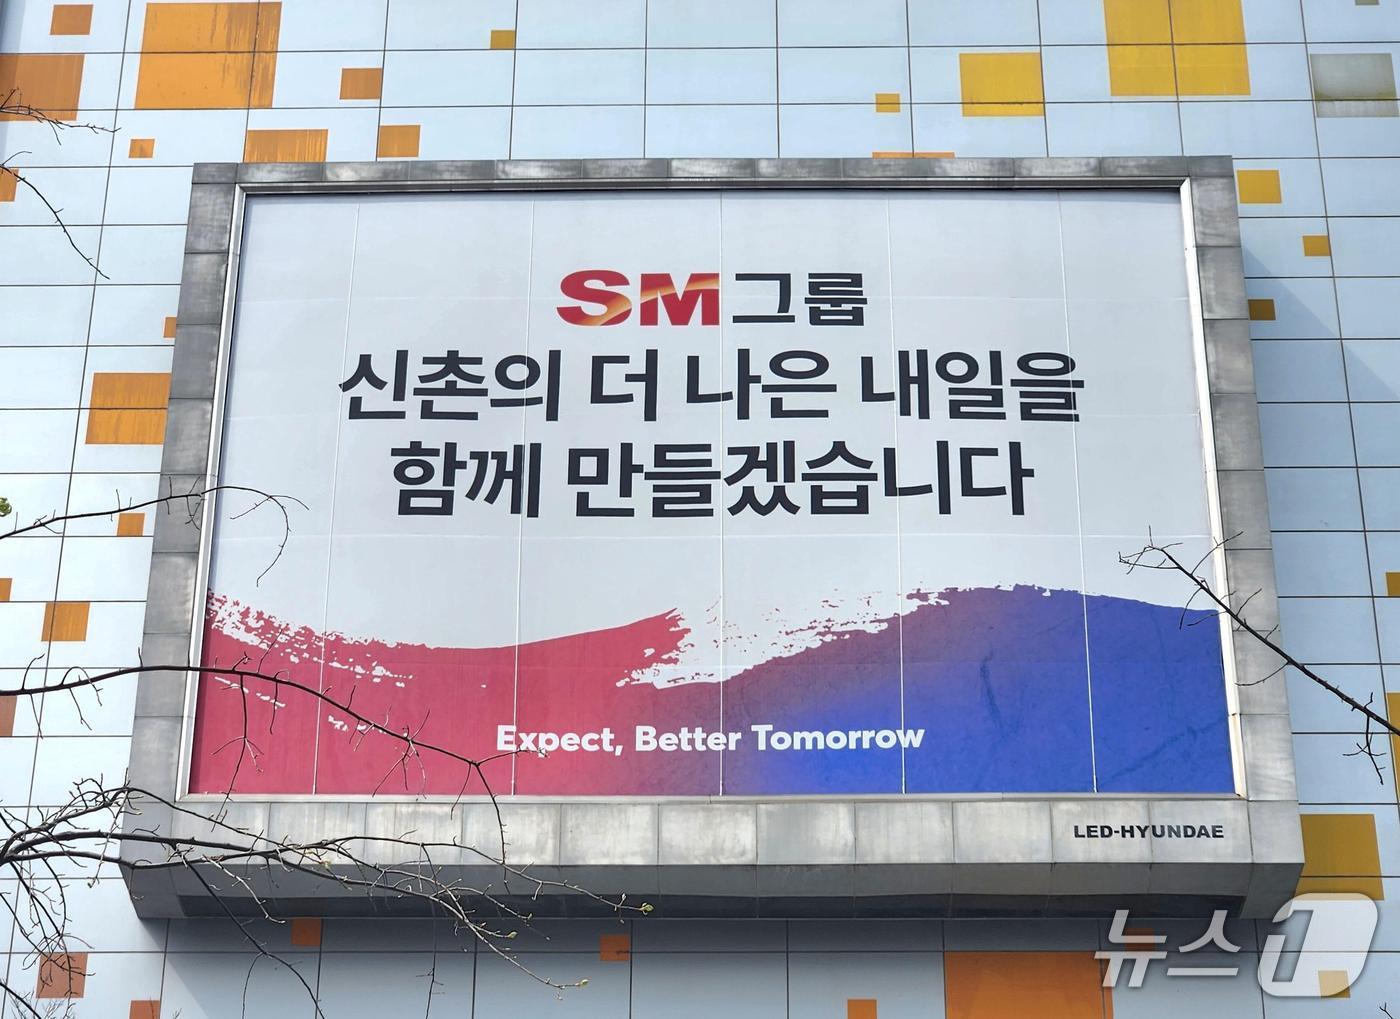 SM그룹
신촌의 더 나은 내일을
함께 만들겠습니다
Expect, Better Tomorrow
LED-HYUNDAE
뉴스1